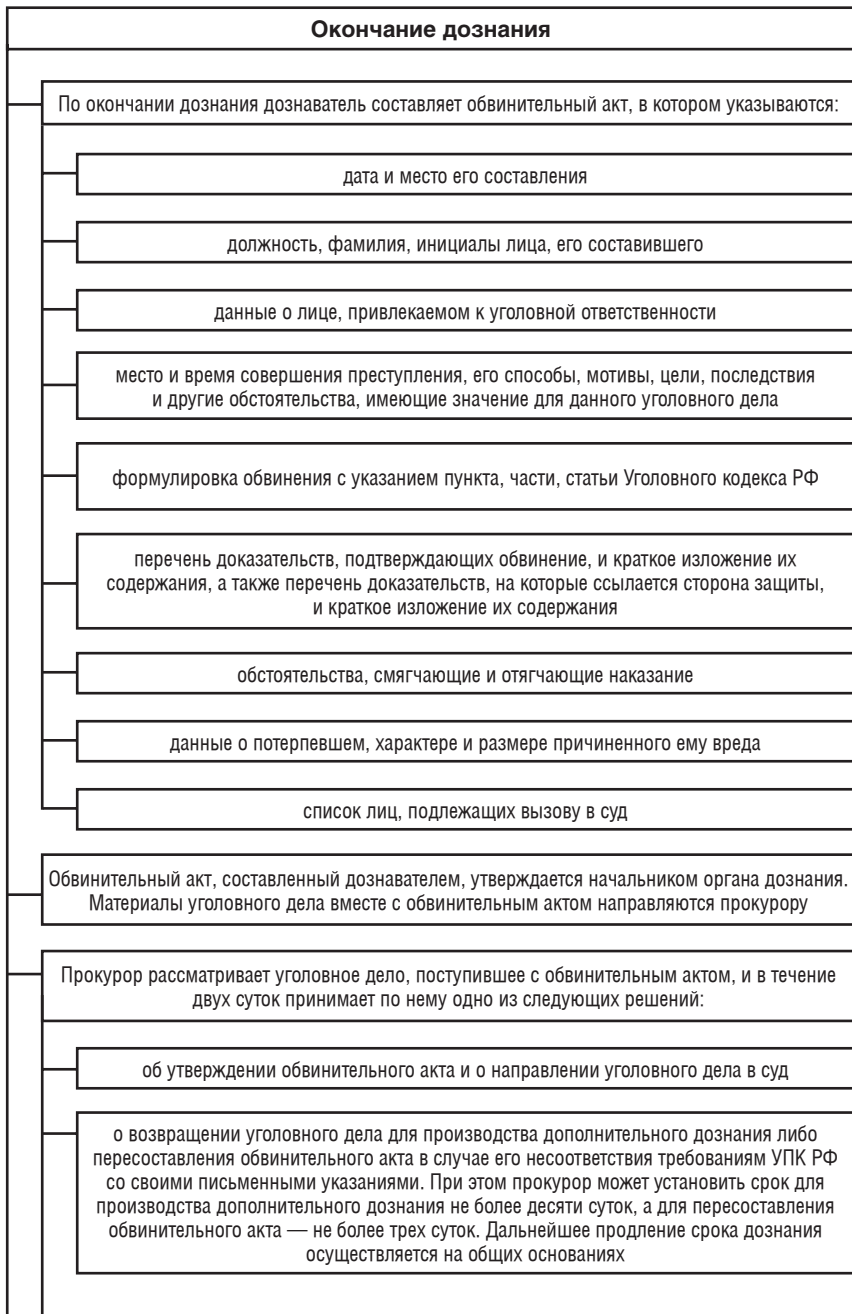 Окончание дознания
По окончании дознания дознаватель составляет обвинительный акт, в котором указываются:
дата и место его составления
должность, фамилия, инициалы лица, его составившего
данные о лице, привлекаемом к уголовной ответственности
место и время совершения преступления, его способы, мотивы, цели, последствия
и другие обстоятельства, имеющие значение для данного уголовного дела
формулировка обвинения с указанием пункта, части, статьи Уголовного кодекса РФ
перечень доказательств, подтверждающих обвинение, и краткое изложение их
содержания, а также перечень доказательств, на которые ссылается сторона защиты,
и краткое изложение их содержания
обстоятельства, смягчающие и отягчающие наказание
данные о потерпевшем, характере и размере причиненного ему вреда
список лиц, подлежащих вызову в суд
Обвинительный акт, составленный дознавателем, утверждается начальником органа дознания.
Материалы уголовного дела вместе с обвинительным актом направляются прокурору
Прокурор рассматривает уголовное дело, поступившее с обвинительным актом, и в течение
двух суток принимает по нему одно из следующих решений:
об утверждении обвинительного акта и о направлении уголовного дела в суд
о возвращении уголовного дела для производства дополнительного дознания либо
пересоставления обвинительного акта в случае его несоответствия требованиям УПК РФ
со своими письменными указаниями. При этом прокурор может установить срок для
производства дополнительного дознания не более десяти суток, а для пересоставления
обвинительного акта — не более трех суток. Дальнейшее продление срока дознания
осуществляется на общих основаниях